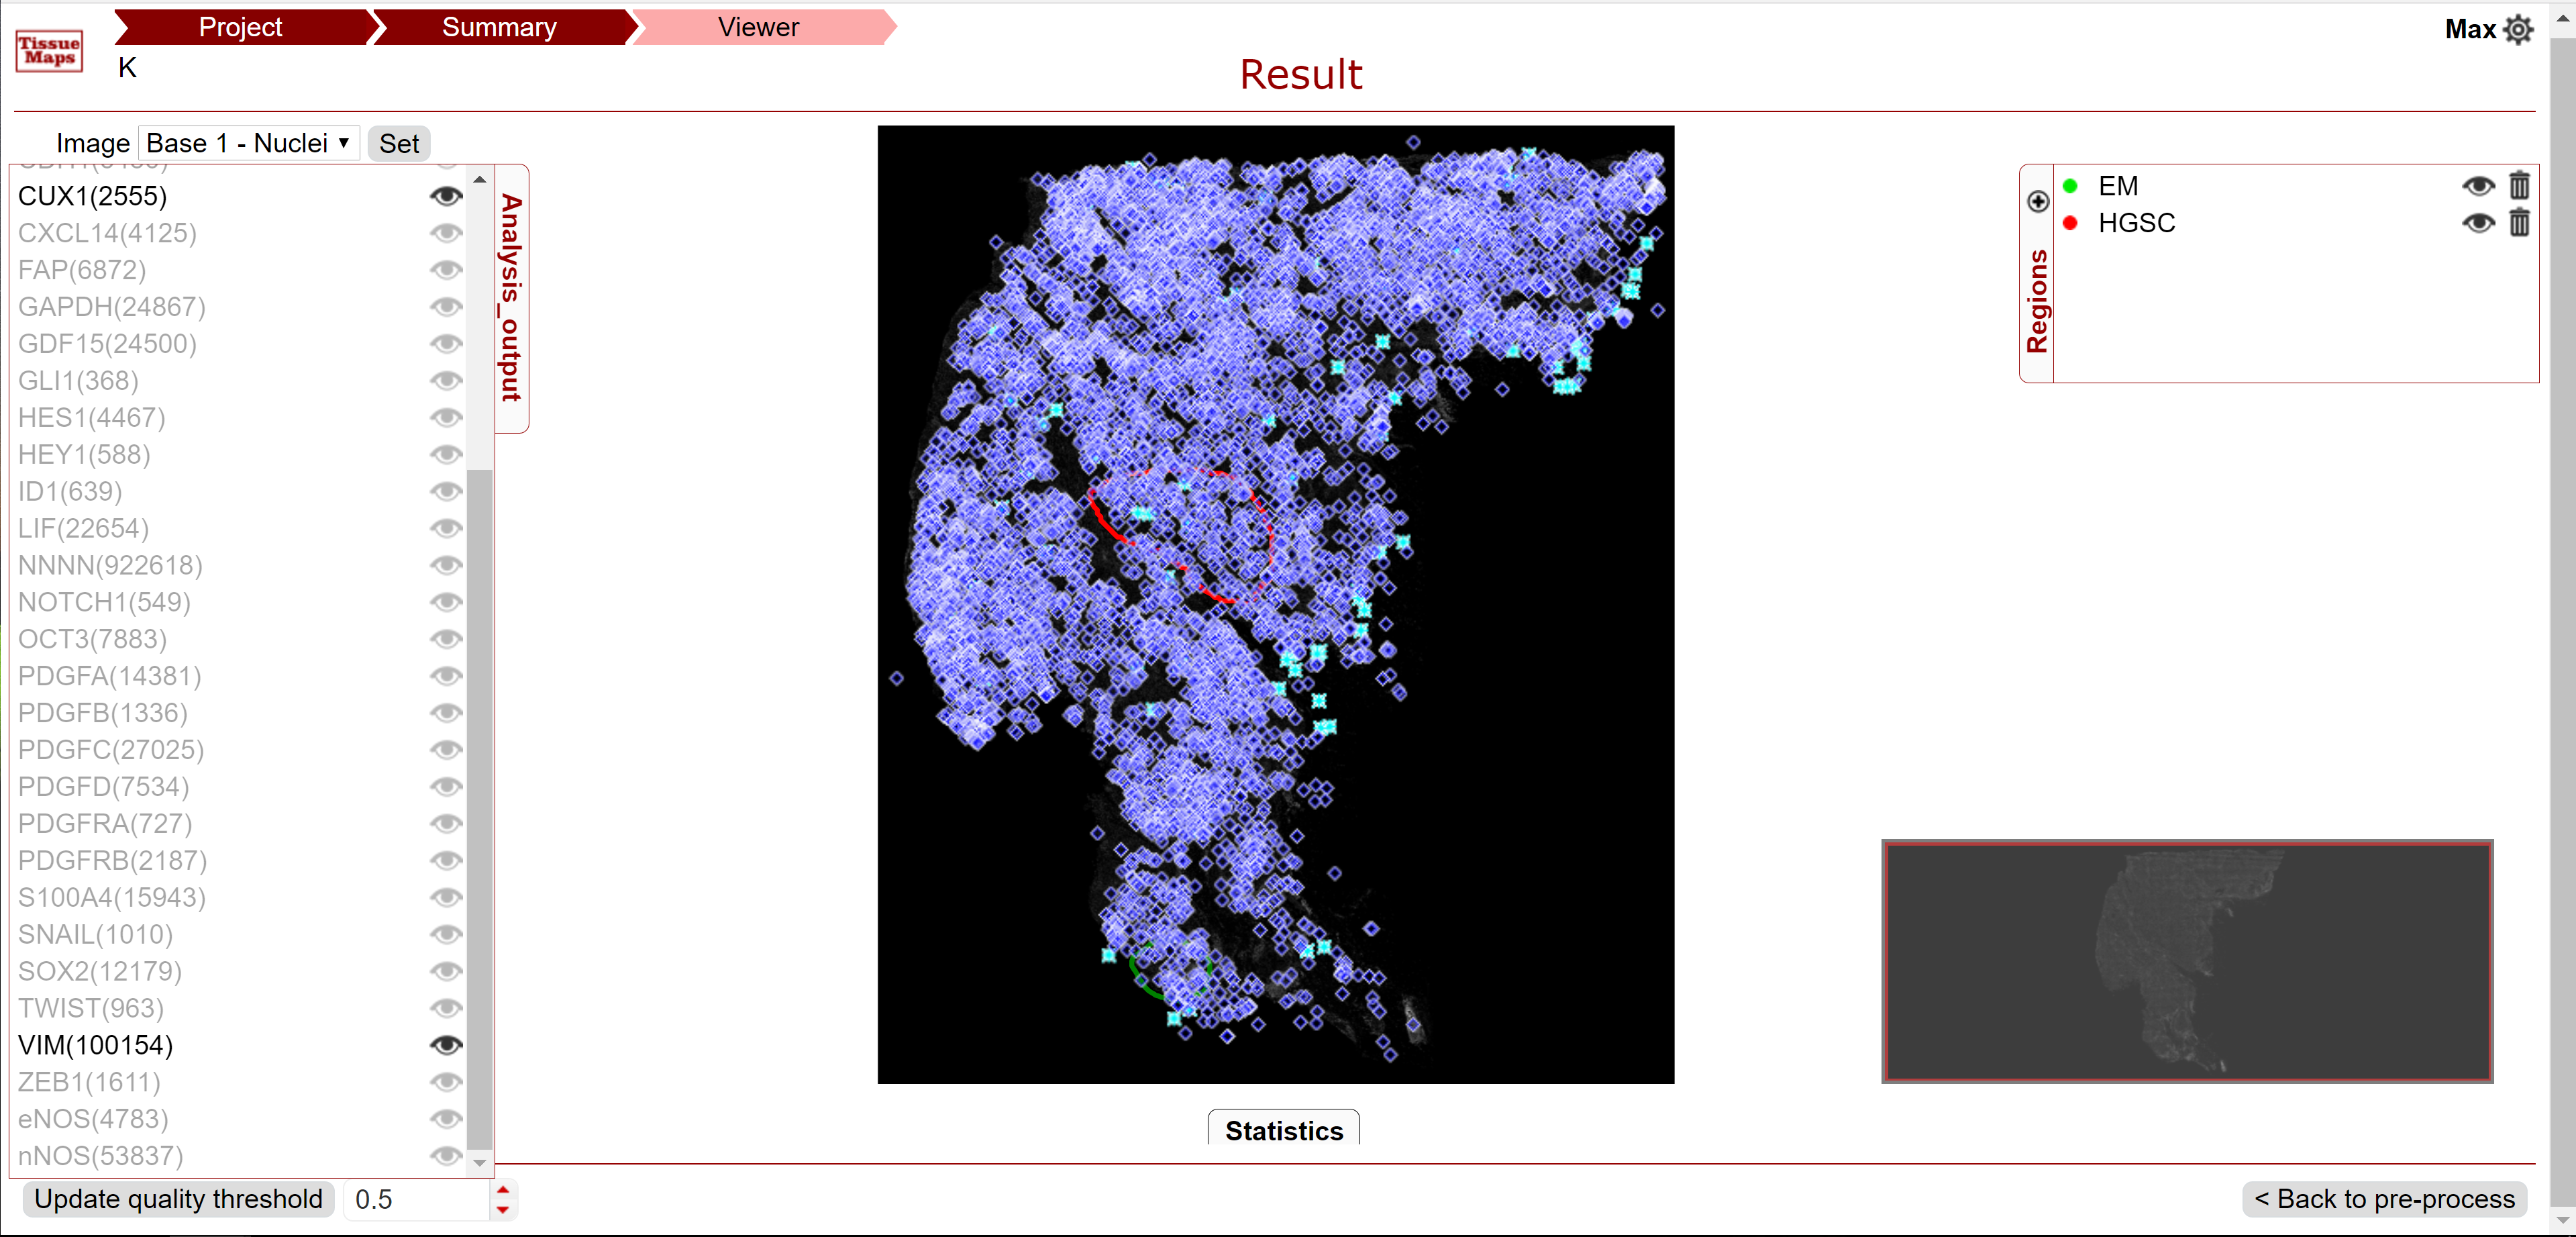 Project
Summary
Viewer
Max
Tissue
Maps
K
Result
Image
Base 1 - Nuclei
Set
CUX1(2555)
CXCL14(4125)
FAP(6872)
GAPDH(24867)
GDF15(24500)
GLI1(368)
HES1(4467)
HEY1(588)
ID1(639)
LIF(22654)
NNNN(922618)
NOTCH1(549)
OCT3(7883)
PDGFA(14381)
PDGFB(1336)
PDGFC(27025)
PDGFD(7534)
PDGFRA(727)
PDGFRB(2187)
S100A4(15943)
SNAIL(1010)
SOX2(12179)
TWIST(963)
VIM(100154)
ZEB1(1611)
eNOS(4783)
nNOS(53837)
Analysis_output
Regions
EM
HGSC
Statistics
Update quality threshold
0.5
< Back to pre-process